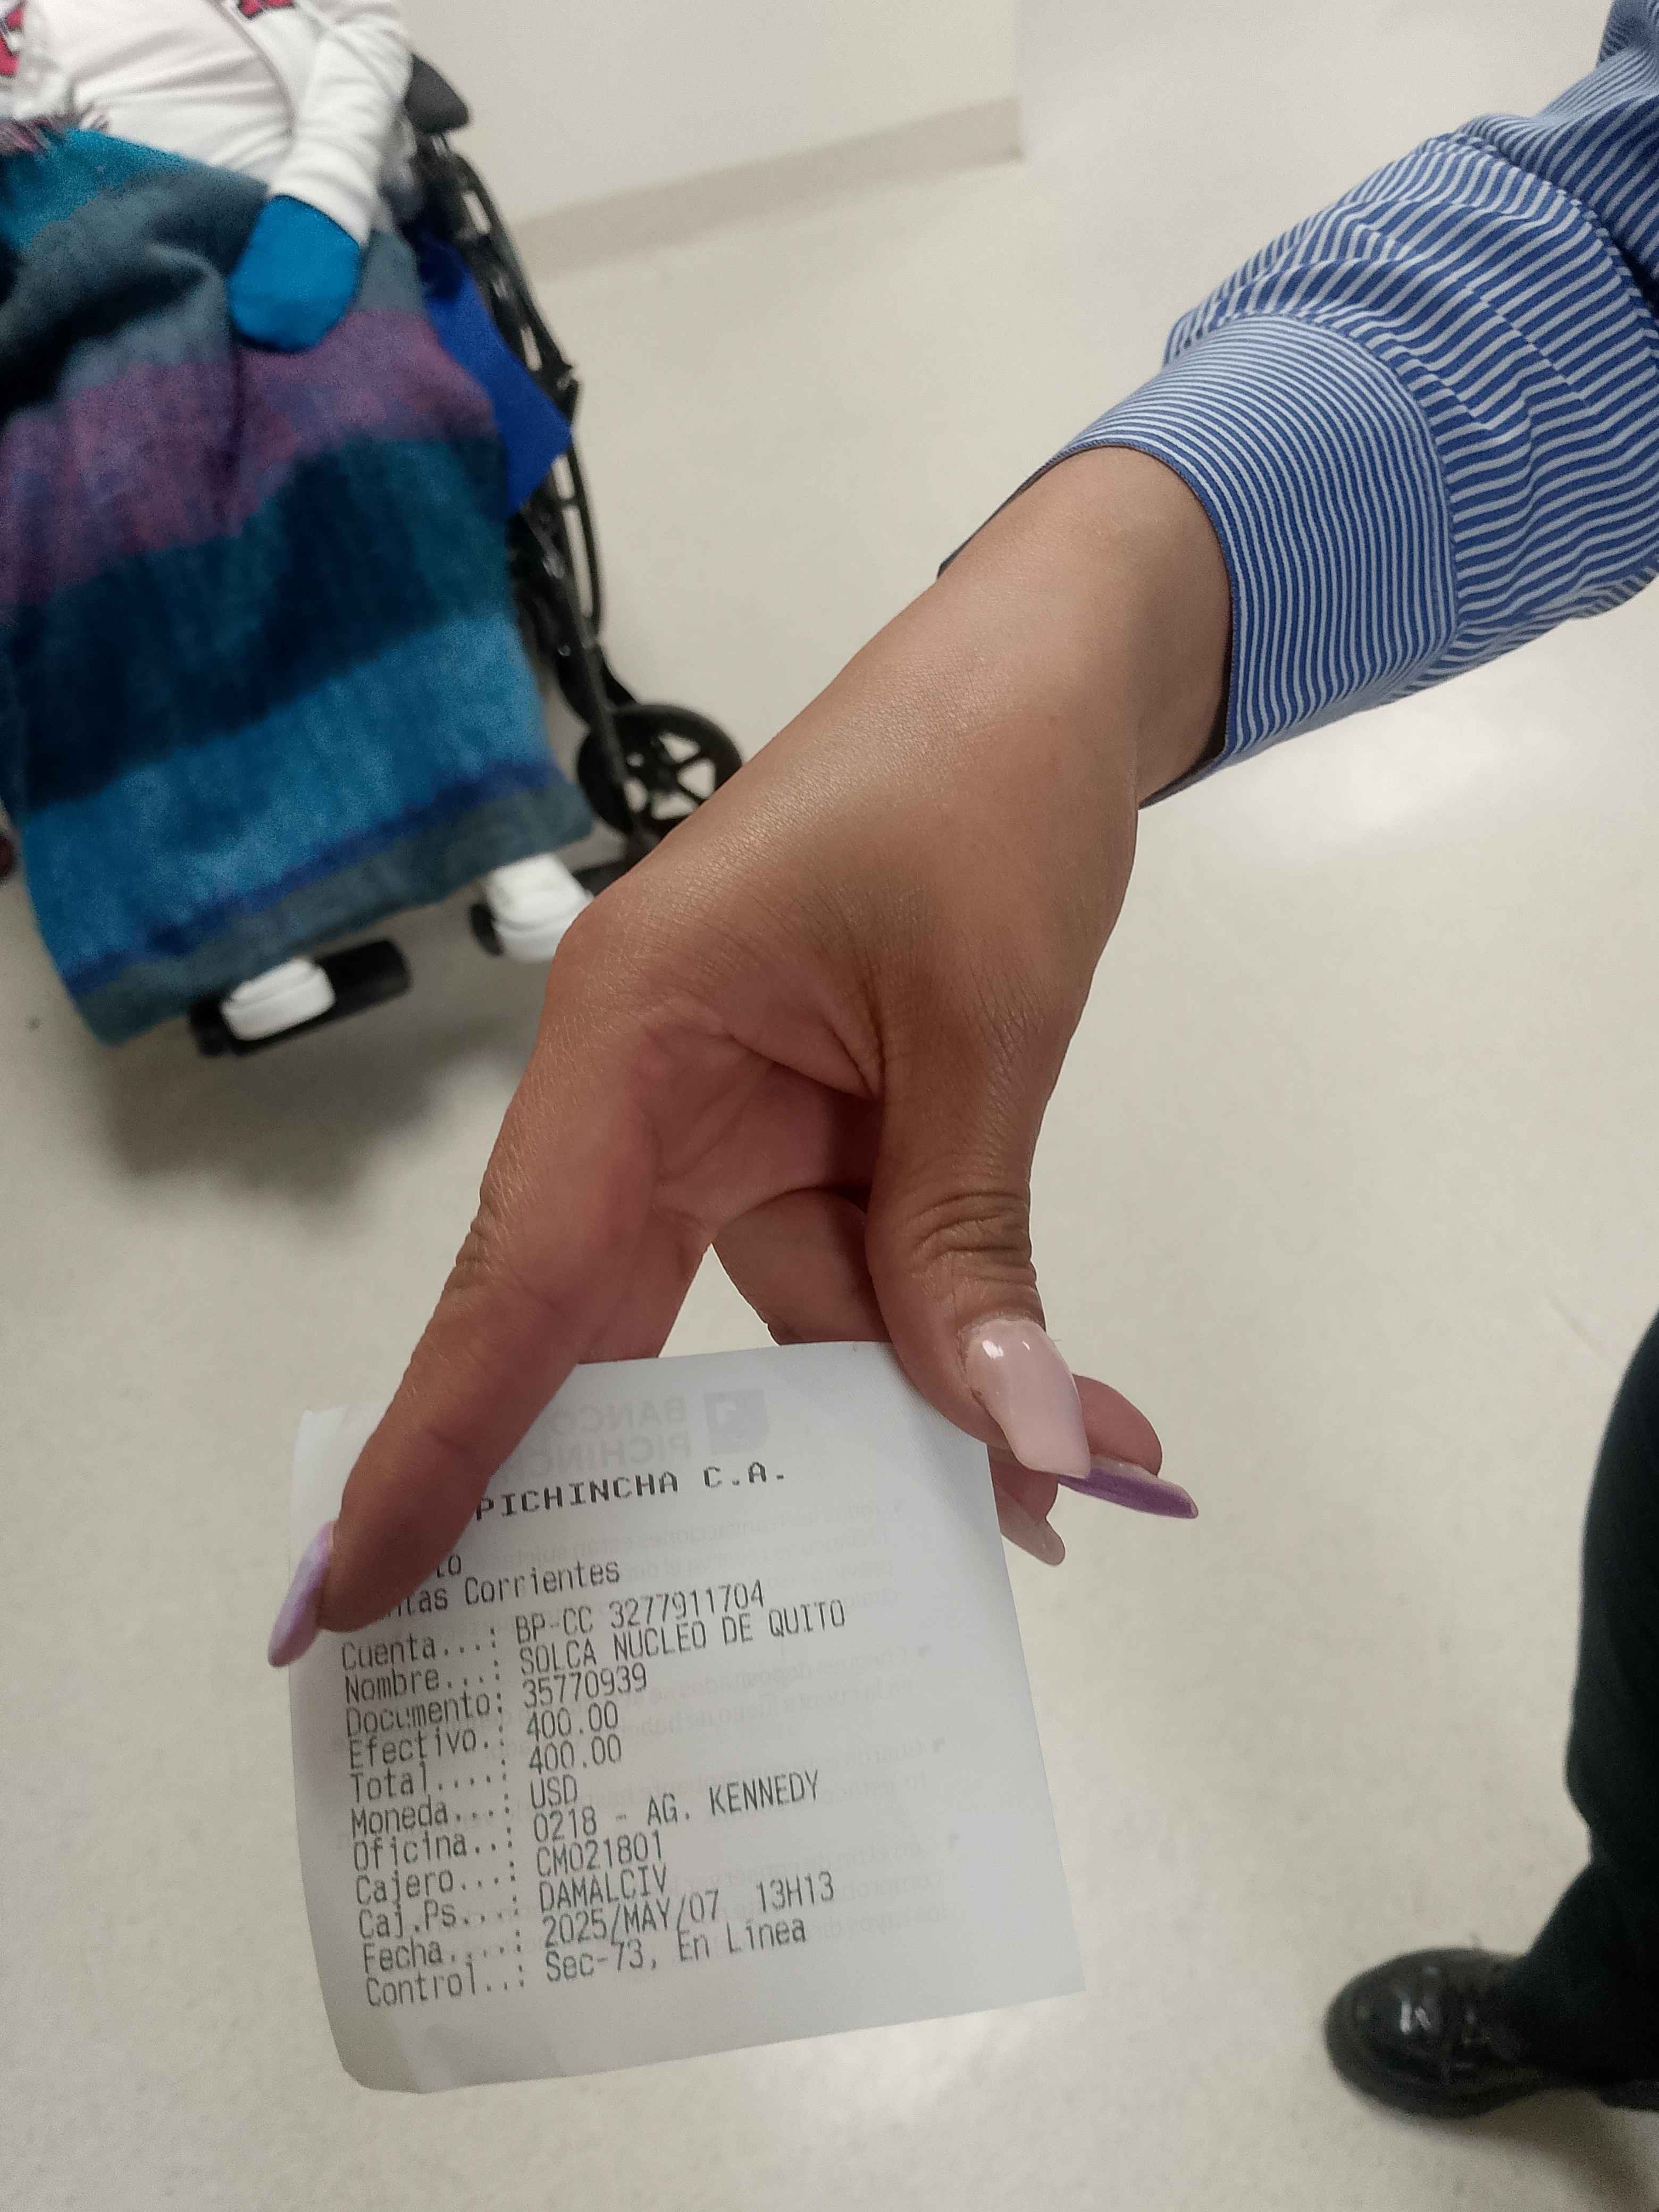 PICHINCHA C.A.
Corrientes
Cuenta...: BP-CC 3277911704
Nombre...: SOLCA NUCLEO DE QUITO
Documento: 35770939
Efectivo.: 400.00
Total....: 400.00
Moneda...: USD
Oficina..: 0218 - AG. KENNEDY
Cajero...: CM021801
Caj.Ps...: DAMALCIV
Fecha....: 2025/MAY/07 13H13
Control..: Sec-73, En Línea